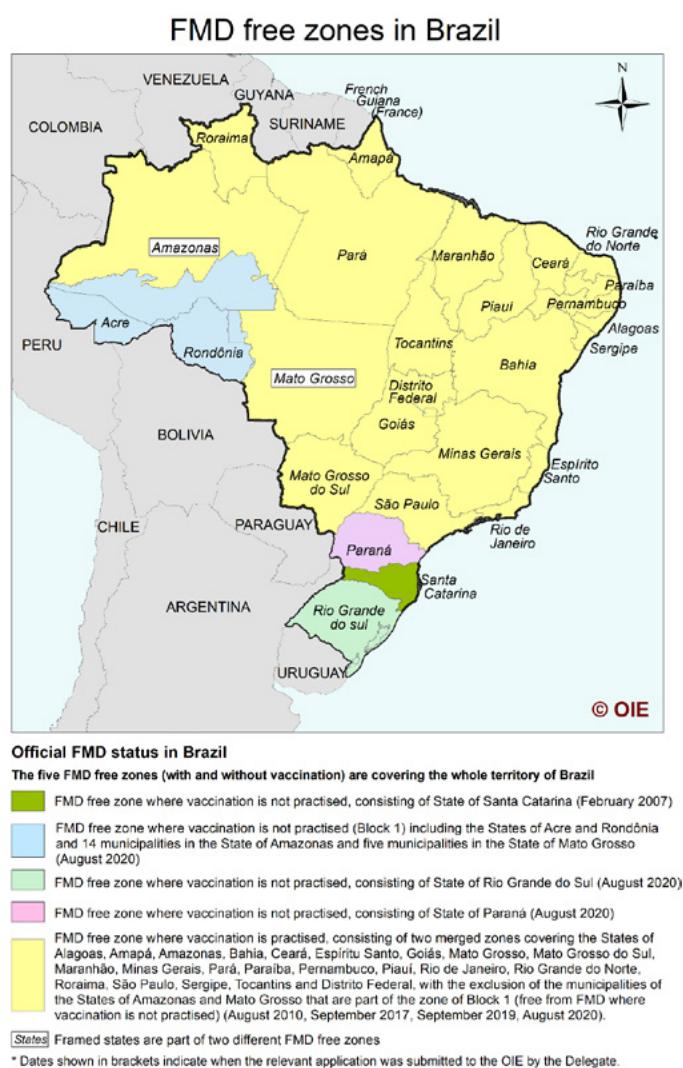 FMD free zones in Brazil
N
VENEZUELA
GUYANA
French
Guiana
(France)
COLOMBIA
SURINAME
Roraima
Amapá
Rio Grande
do Norte
Amazonas
Pará
Maranhão
Ceará
Paraíba
Piaui
Pernambuco
Acre
Alagoas
PERU
Rondônia
Tocantins
Sergipe
Mato Grosso
Bahia
Distrito
Federal
Goiás
BOLIVIA
Minas Gerais
Espírito
Santo
Mato Grosso
do Sul
São Paulo
CHILE
PARAGUAY
Rio de
Janeiro
Paraná
Santa
Catarina
ARGENTINA
Rio Grande
do sul
URUGUAY
© OIE
Official FMD status in Brazil
The five FMD free zones (with and without vaccination) are covering the whole territory of Brazil
FMD free zone where vaccination is not practised, consisting of State of Santa Catarina (February 2007)
FMD free zone where vaccination is not practised (Block 1) including the States of Acre and Rondônia
and 14 municipalities in the State of Amazonas and five municipalities in the State of Mato Grosso
(August 2020)
FMD free zone where vaccination is not practised, consisting of State of Rio Grande do Sul (August 2020)
FMD free zone where vaccination is not practised, consisting of State of Paraná (August 2020)
FMD free zone where vaccination is practised, consisting of two merged zones covering the States of
Alagoas, Amapá, Amazonas, Bahia, Ceará, Espíritu Santo, Goiás, Mato Grosso, Mato Grosso do Sul,
Maranhão, Minas Gerais, Pará, Paraíba, Pernambuco, Piauí, Rio de Janeiro, Rio Grande do Norte,
Roraima, São Paulo, Sergipe, Tocantins and Distrito Federal, with the exclusion of the municipalities of
the States of Amazonas and Mato Grosso that are part of the zone of Block 1 (free from FMD where
vaccination is not practised) (August 2010, September 2017, September 2019, August 2020).
States Framed states are part of two different FMD free zones
* Dates shown in brackets indicate when the relevant application was submitted to the OIE by the Delegate.